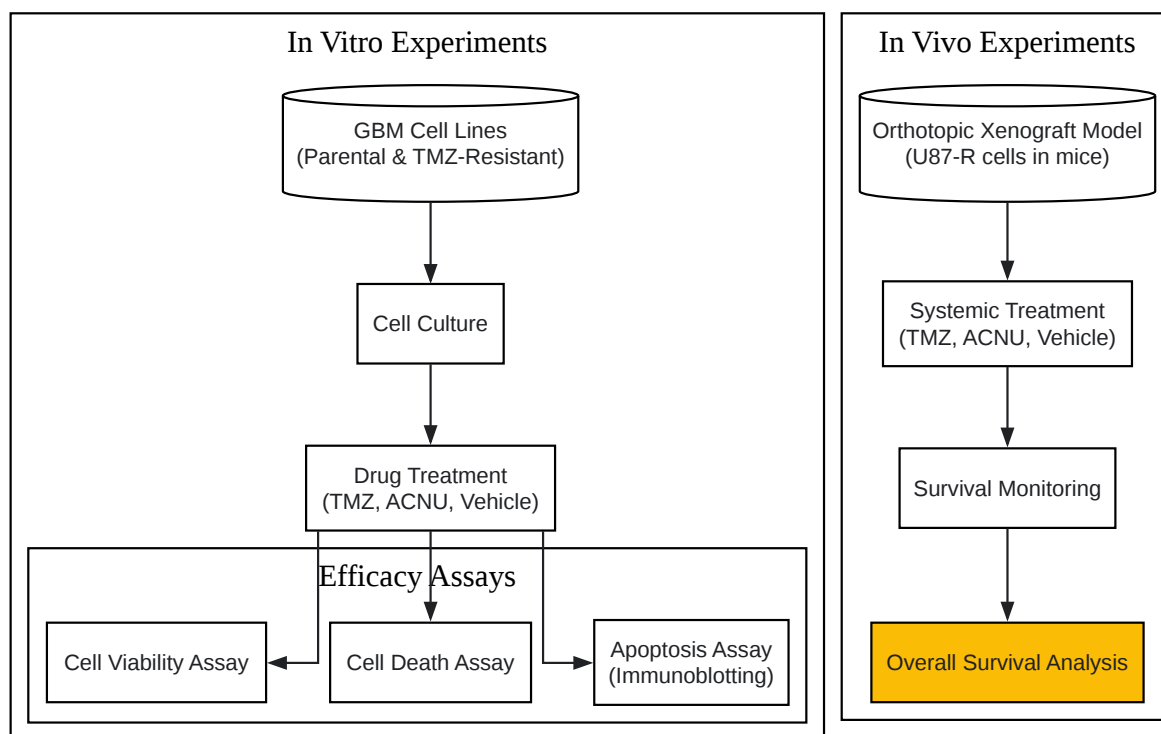 In Vitro Experiments
GBM Cell Lines
(Parental & TMZ-Resistant)
Cell Culture
Drug Treatment
(TMZ, ACNU, Vehicle)
Efficacy Assays
Cell Viability Assay
Cell Death Assay
Apoptosis Assay
(Immunoblotting)
In Vivo Experiments
Orthotopic Xenograft Model
(U87-R cells in mice)
Systemic Treatment
(TMZ, ACNU, Vehicle)
Survival Monitoring
Overall Survival Analysis